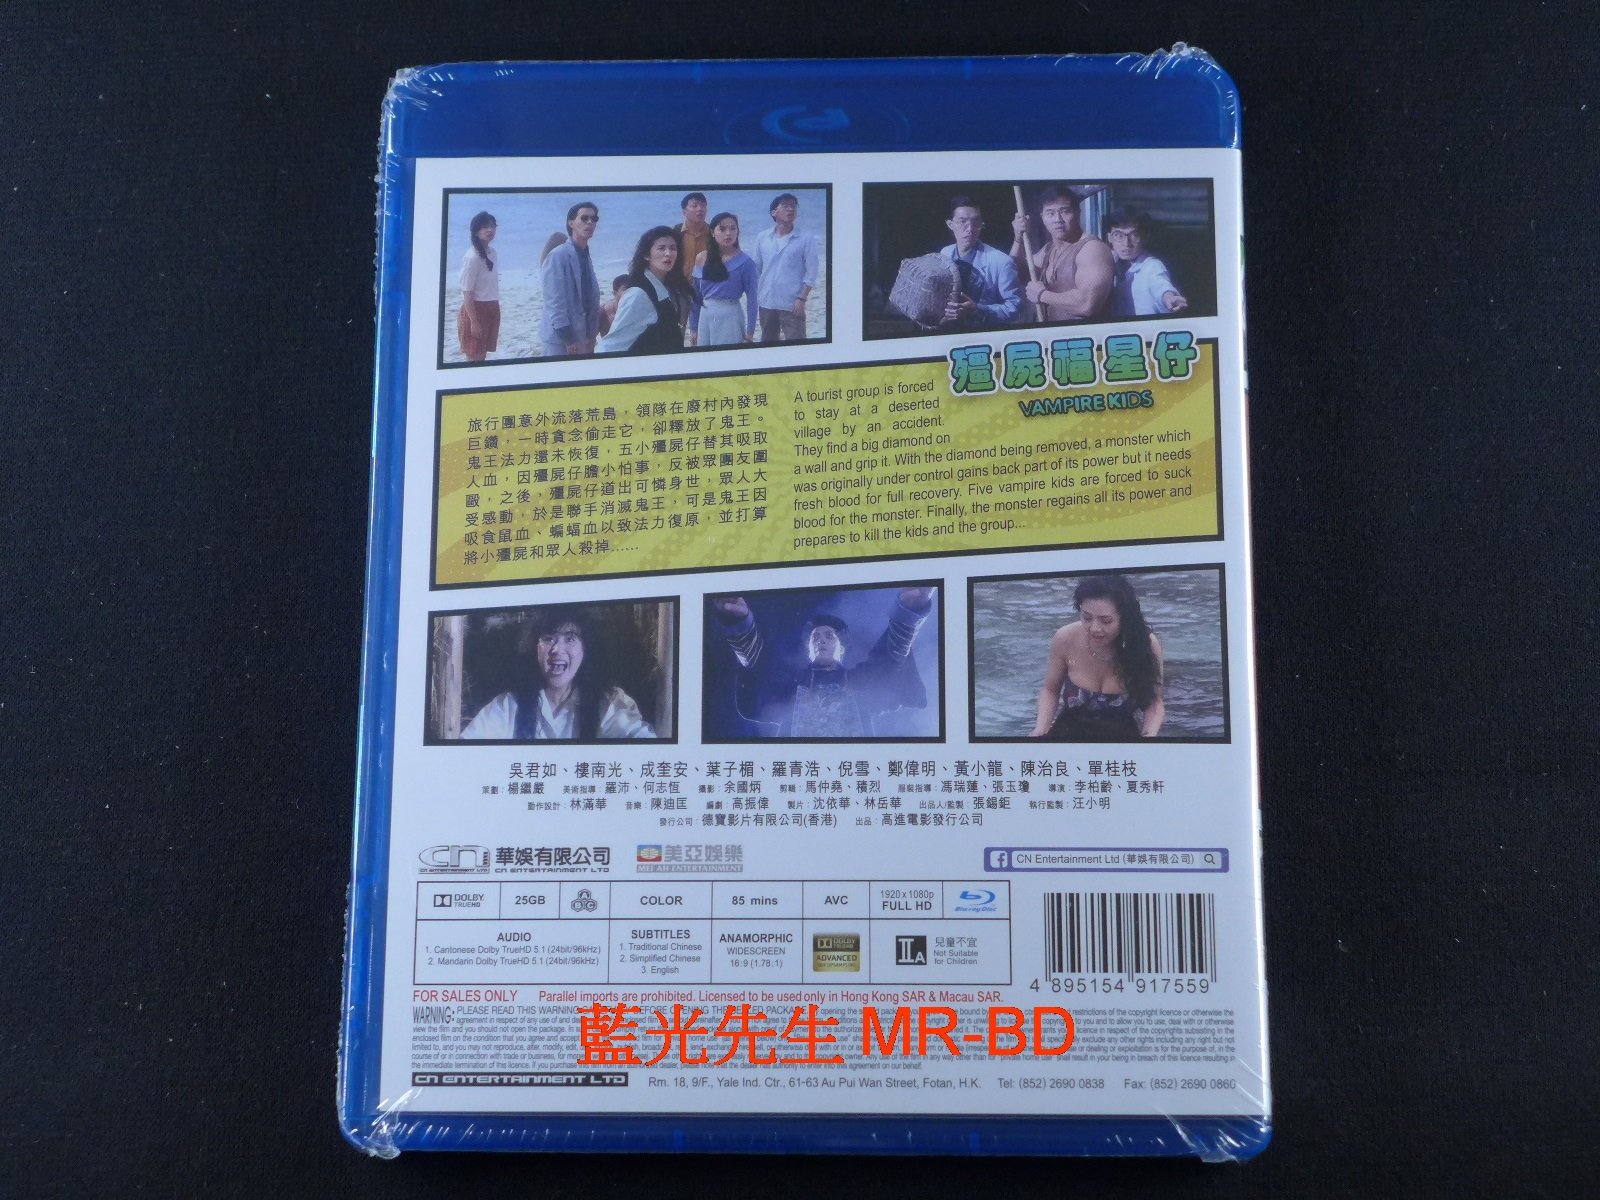 殭屍福星仔
VAMPIRE KIDS
旅行團意外流落荒島，領隊在廢村內發現
巨鑽，一時貪念偷走它，卻釋放了鬼王。
鬼王法力還未恢復，五小殭屍仔替其吸取
人血，因殭屍仔膽小怕事，反被眾團友圍
毆，之後，殭屍仔道出可憐身世，眾人大
受感動，於是聯手消滅鬼王，可是鬼王因
吸食鼠血、蝙蝠血以致法力復原，並打算
將小殭屍和眾人殺掉......
A tourist group is forced
to stay at a deserted
village by an accident.
They find a big diamond on
a wall and grip it. With the diamond being removed, a monster which
was originally under control gains back part of its power but it needs
fresh blood for full recovery. Five vampire kids are forced to suck
blood for the monster. Finally, the monster regains all its power and
prepares to kill the kids and the group...
吳君如、樓南光、成奎安、葉子楣、羅青浩、倪雪、鄭偉明、黃小龍、陳治良、單桂枝
策劃：楊繼嚴 美術指導：羅沛、何志恆 攝影：余國炳 剪輯：馬仲堯、積烈 服裝指導：馮瑞蓮、張玉瓊 導演：李柏齡、夏秀軒
動作設計：林滿華 音樂：陳迪匡 編劇：高振偉 製片：沈依華、林岳華 出品人/監製：張錫鉅 執行監製：汪小明
發行公司：德寶影片有限公司(香港) 出品：高進電影發行公司
cn 華娛有限公司
CN ENTERTAINMENT LTD
CN ENTERTAINMENT LTD
美亞娛樂
MEI AH ENTERTAINMENT
f CN Entertainment Ltd (華娛有限公司)
DOLBY TRUEHD
25GB
ABC
COLOR
85 mins
AVC
1920 x 1080p
FULL HD
Blu-ray Disc
AUDIO
1. Cantonese Dolby TrueHD 5.1 (24bit/96kHz)
2. Mandarin Dolby TrueHD 5.1 (24bit/96kHz)
SUBTITLES
1. Traditional Chinese
2. Simplified Chinese
3. English
ANAMORPHIC
WIDESCREEN
16:9 (1.78:1)
DOLBY TRUEHD
ADVANCED
IIA
兒童不宜
Not Suitable
for Children
4 895154 917559
FOR SALES ONLY Parallel imports are prohibited. Licensed to be used only in Hong Kong SAR & Macau SAR.
WARNING: PLEASE READ THIS WARNING
藍光先生 MR-BD
CN ENTERTAINMENT LTD Rm. 18, 9/F., Yale Ind. Ctr., 61-63 Au Pui Wan Street, Fotan, H.K. Tel: (852) 2690 0838 Fax: (852) 2690 0860